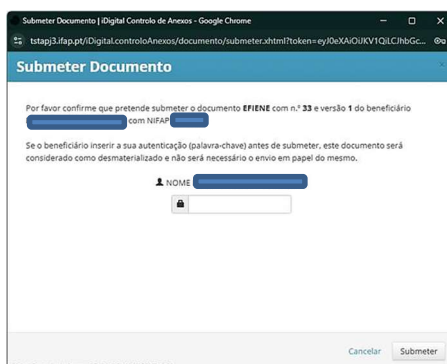 Submeter Documento | iDigital Controlo de Anexos - Google Chrome
tstapj3.ifap.pt/iDigital.controloAnexos/documento/submeter.xhtml?token=eyJ0eXAiOiJKV1QiLCJhbGc...
Submeter Documento
Por favor confirme que pretende submeter o documento EFIENE com n.º 33 e versão 1 do beneficiário
com NIFAP
Se o beneficiário inserir a sua autenticação (palavra-chave) antes de submeter, este documento será
considerado como desmaterializado e não será necessário o envio em papel do mesmo.
NOME
Cancelar Submeter